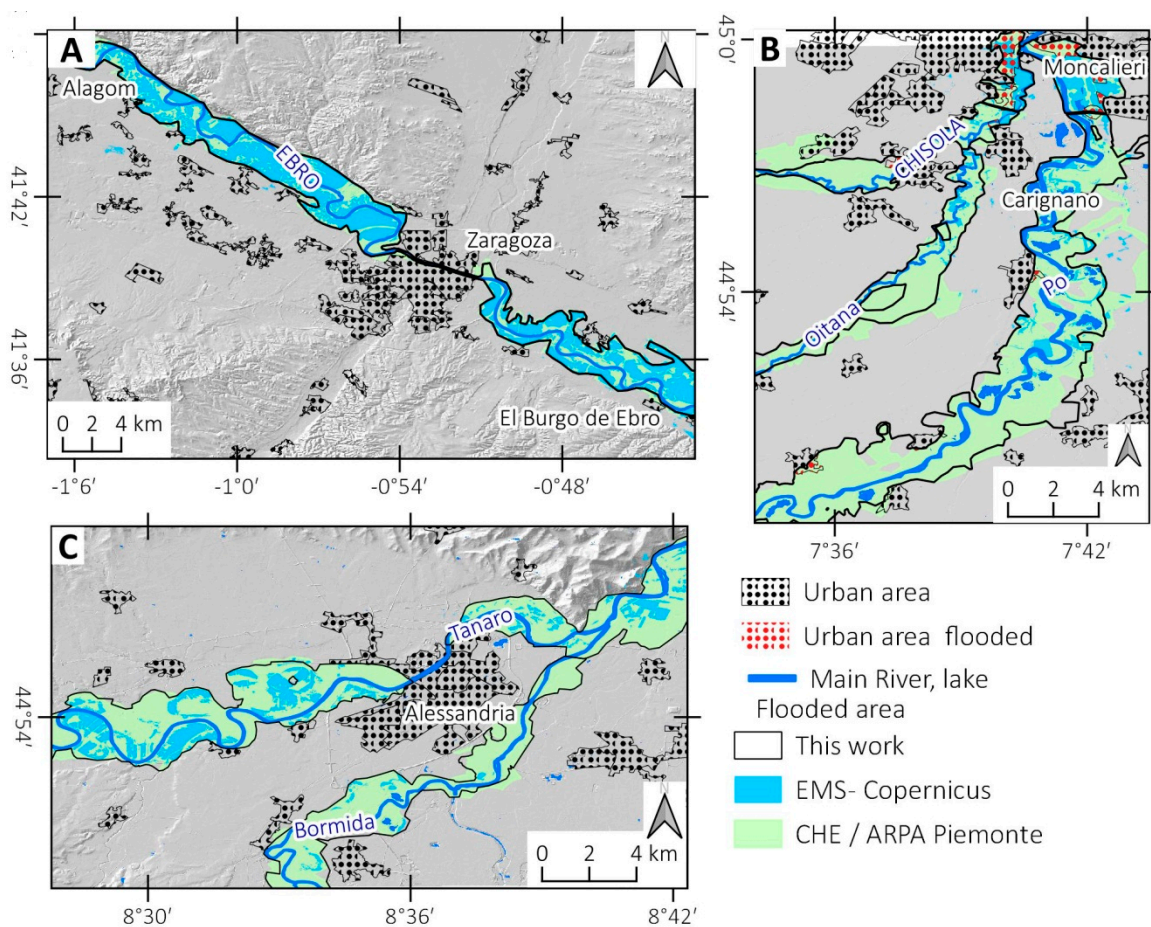 A
Alagom
EBRO
Zaragoza
El Burgo de Ebro
41°42'
41°36'
0 2 4 km
-1°6'
-1°0'
-0°54'
-0°48'
B
45°0'
44°54'
Moncalieri
CHISOLA
Carignano
Oitana
Po
0 2 4 km
7°36'
7°42'
C
Tanaro
Alessandria
Bormida
44°54'
N
0 2 4 km
8°30'
8°36'
8°42'
Urban area
Urban area flooded
Main River, lake
Flooded area
This work
EMS- Copernicus
CHE / ARPA Piemonte